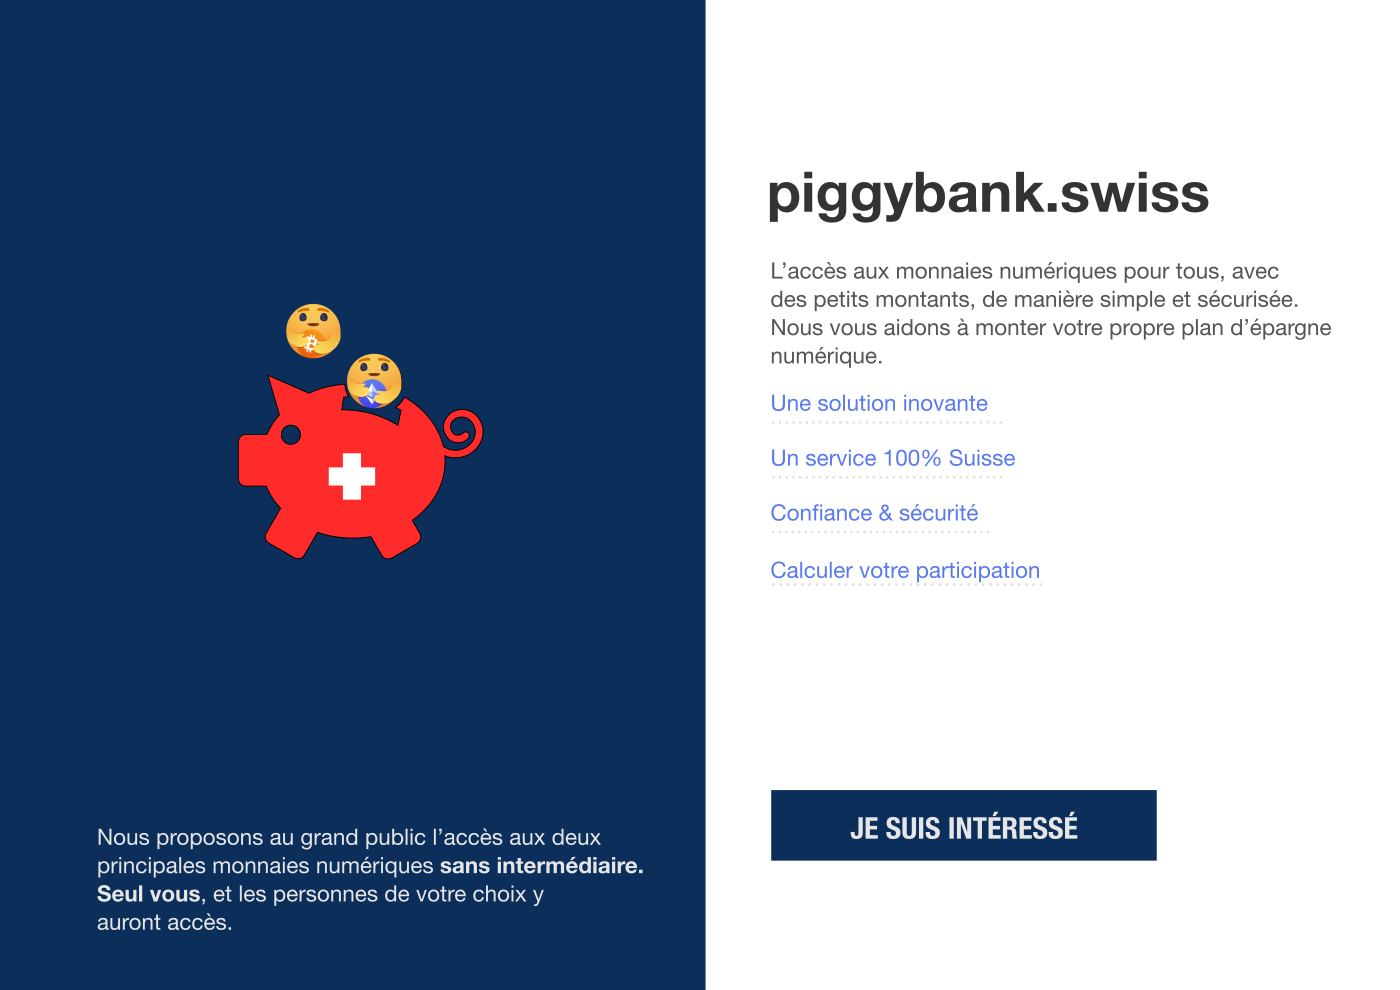 Nous proposons au grand public l’accès aux deux
principales monnaies numériques sans intermédiaire.
Seul vous, et les personnes de votre choix y
auront accès.
piggybank.swiss
L’accès aux monnaies numériques pour tous, avec
des petits montants, de manière simple et sécurisée.
Nous vous aidons à monter votre propre plan d’épargne
numérique.
Une solution inovante
Un service 100% Suisse
Confiance & sécurité
Calculer votre participation
JE SUIS INTÉRESSÉ